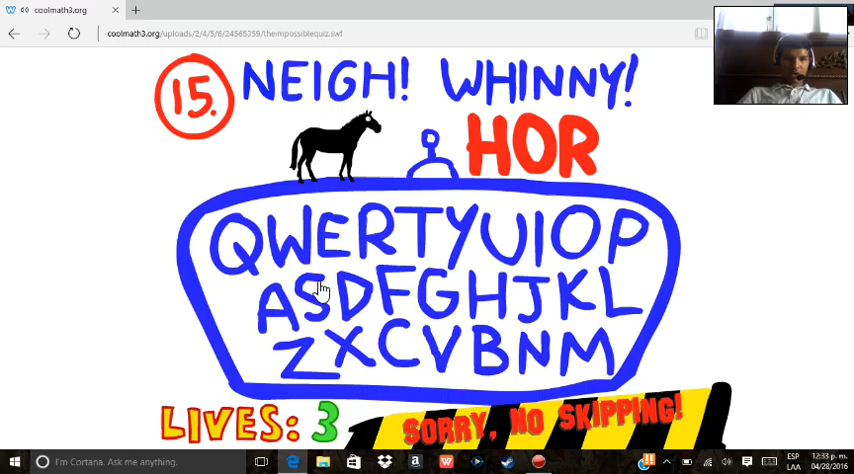 coolmath3.org
coolmath3.org/uploads/2/4/5/6/24565359/theimpossiblequiz.swf
15.
NEIGH! WHINNY!
HOR
QWERTYUIOP
ASDFGHJKL
ZXCVBNM
LIVES: 3
SORRY, NO SKIPPING!
I'm Cortana. Ask me anything.
ESP
LAA
12:33 p. m.
04/28/2016